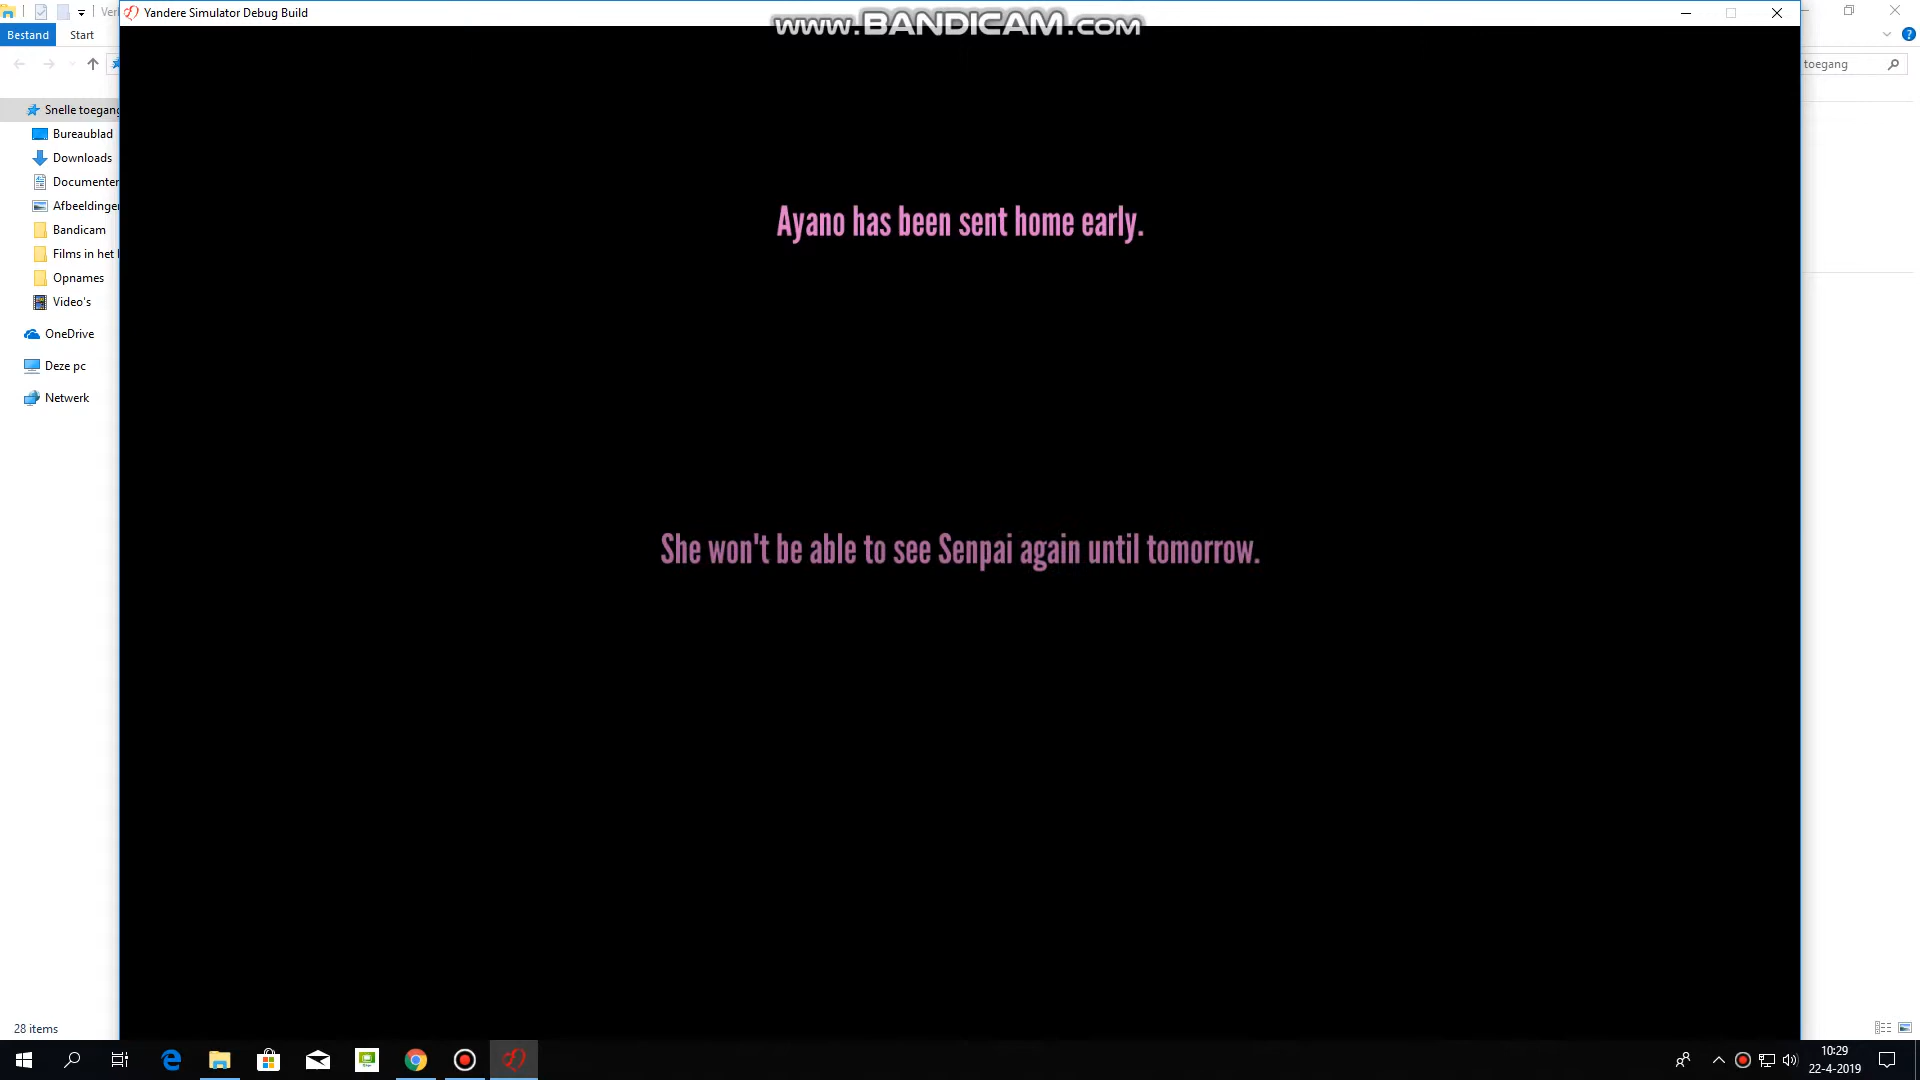 Ver
Yandere Simulator Debug Build
www.BANDICAM.com
Bestand
Start
toegang
Snelle toegang
Bureaublad
Downloads
Documenten
Afbeeldingen
Bandicam
Films in het
Opnames
Video's
OneDrive
Deze pc
Netwerk
Ayano has been sent home early.
She won't be able to see Senpai again until tomorrow.
28 items
10:29
22-4-2019